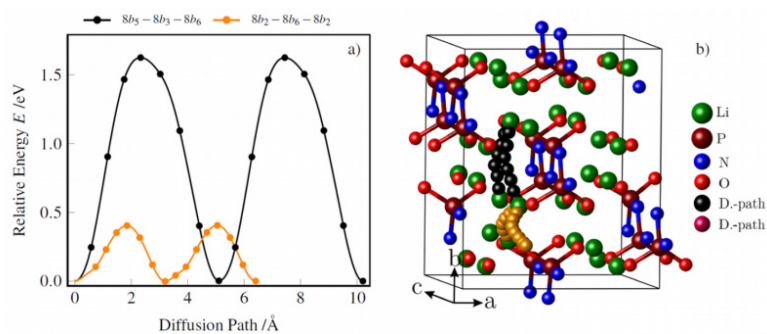 8b5 − 8b3 − 8b6
8b2 − 8b6 − 8b2
a)
Relative Energy E /eV
1.5
1.0
0.5
0.0
0
2
4
6
8
10
Diffusion Path /Å
b)
Li
P
N
O
D.-path
D.-path
b
c
a